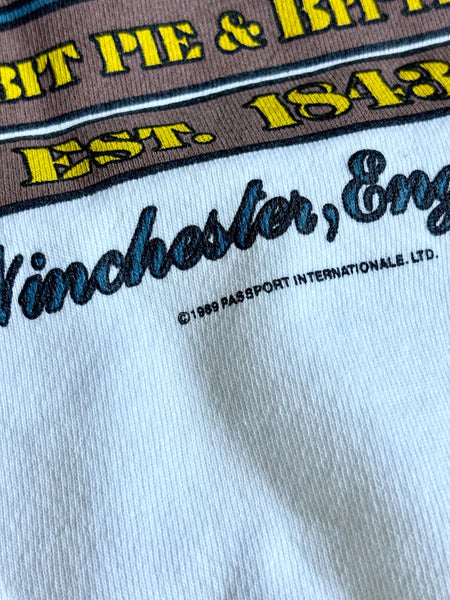 BIT PIE & BIT
EST. 1843
Winchester, Eng
©1989 PASSPORT INTERNATIONALE, LTD.